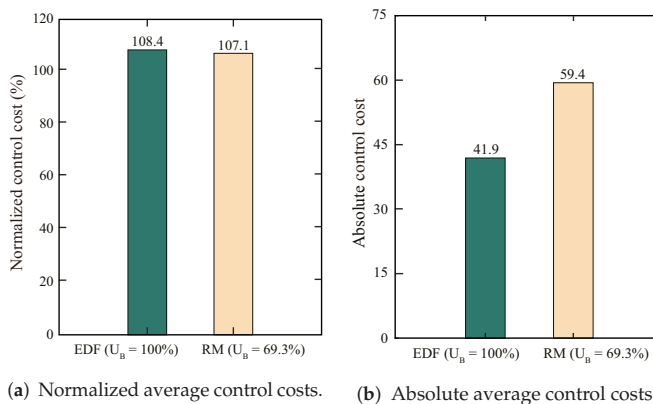 120
100
80
60
40
20
0
Normalized control cost (%)
108.4
107.1
EDF (U_B = 100%) RM (U_B = 69.3%)
(a) Normalized average control costs.
75
60
45
30
15
0
Absolute control cost
41.9
59.4
EDF (U_B = 100%) RM (U_B = 69.3%)
(b) Absolute average control costs